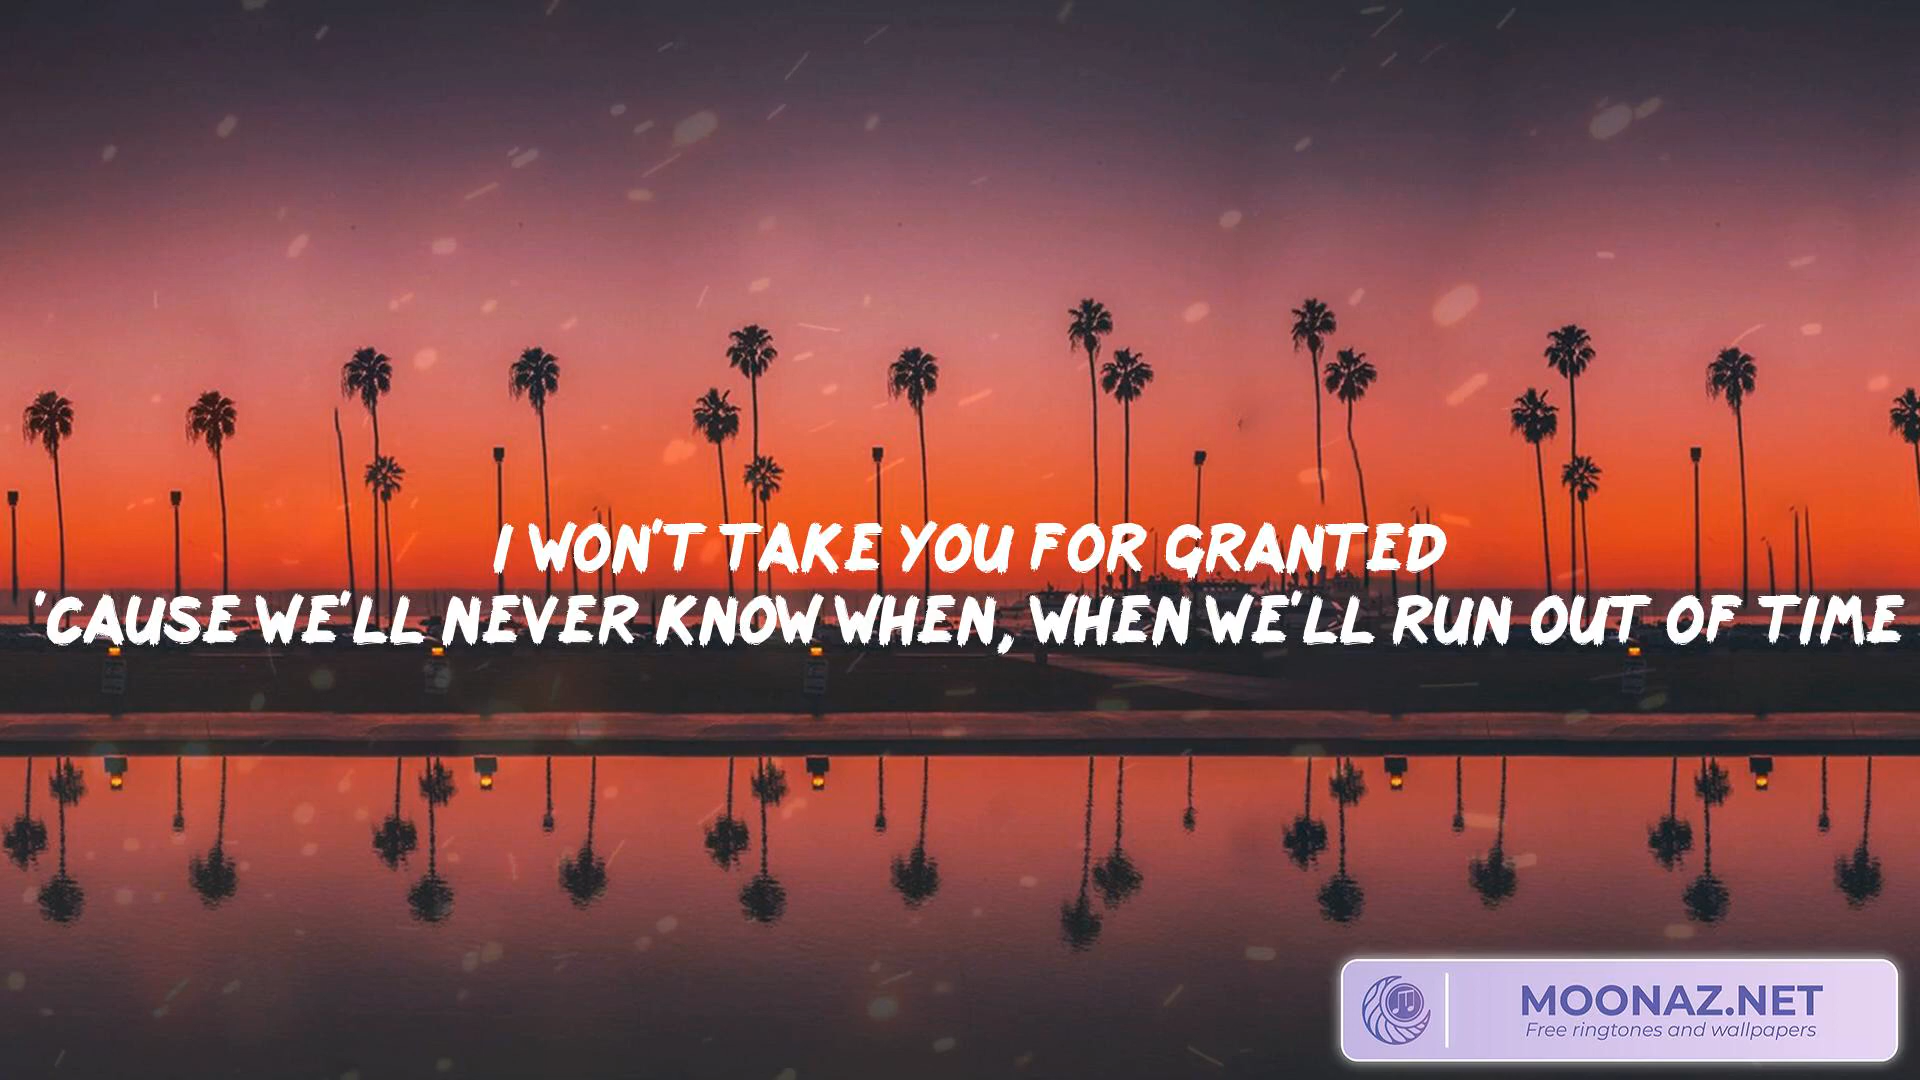 I WON'T TAKE YOU FOR GRANTED
'CAUSE WE'LL NEVER KNOW WHEN, WHEN WE'LL RUN OUT OF TIME
MOONAZ.NET
Free ringtones and wallpapers